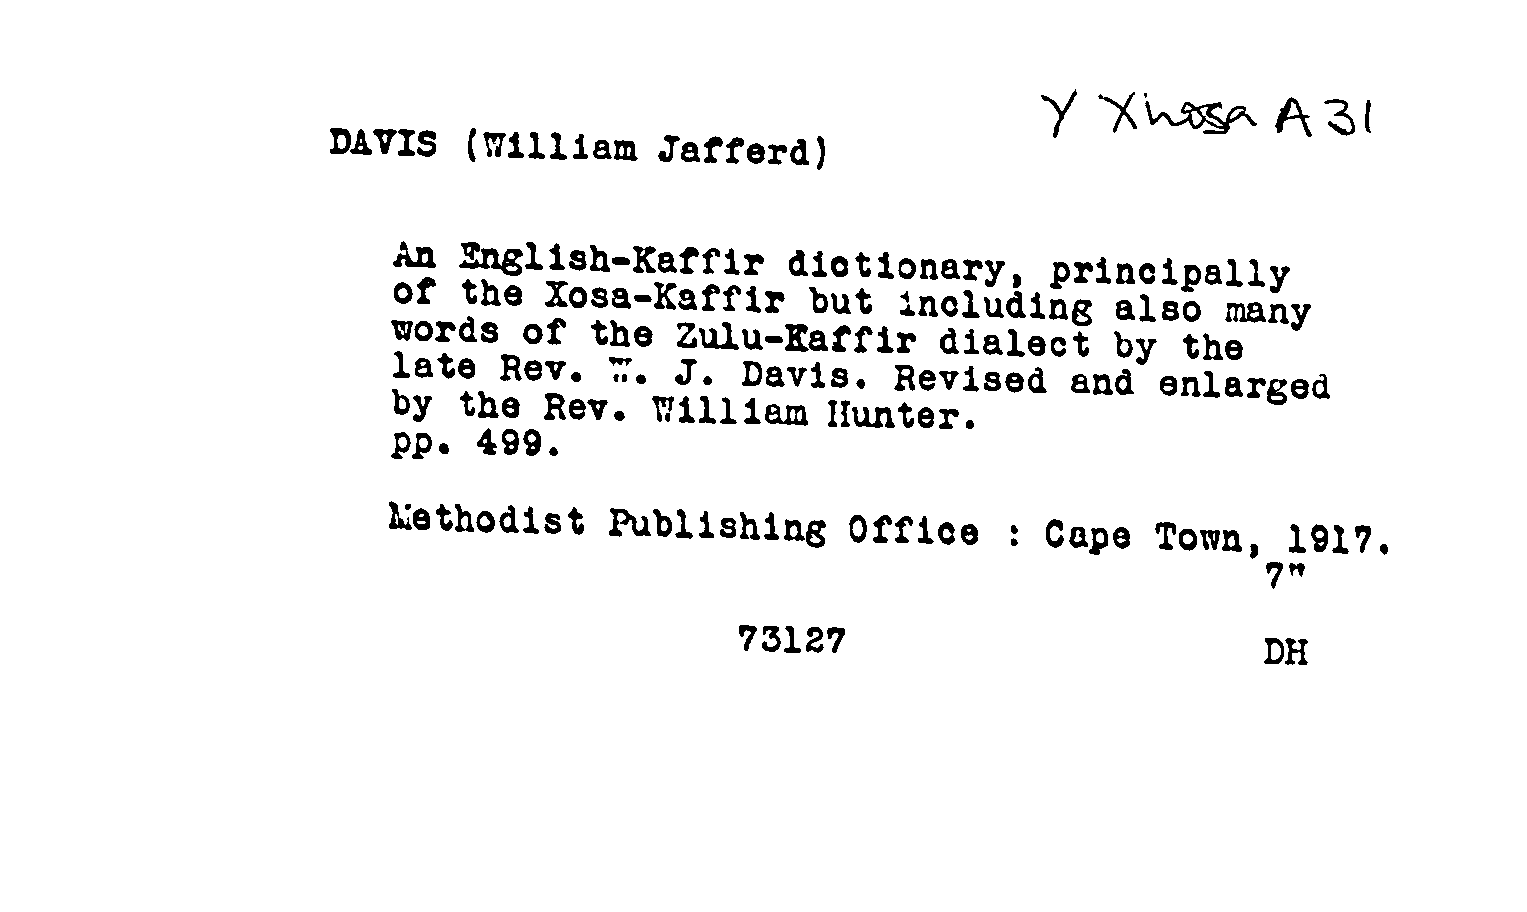 Y Xhosa A 31
DAVIS (William Jafferd)
An English-Kaffir dictionary, principally
of the Xosa-Kaffir but including also many
words of the Zulu-Kaffir dialect by the
late Rev. W. J. Davis. Revised and enlarged
by the Rev. William Hunter.
pp. 499.
Methodist Publishing Office : Cape Town, 1917.
7"
73127
DH